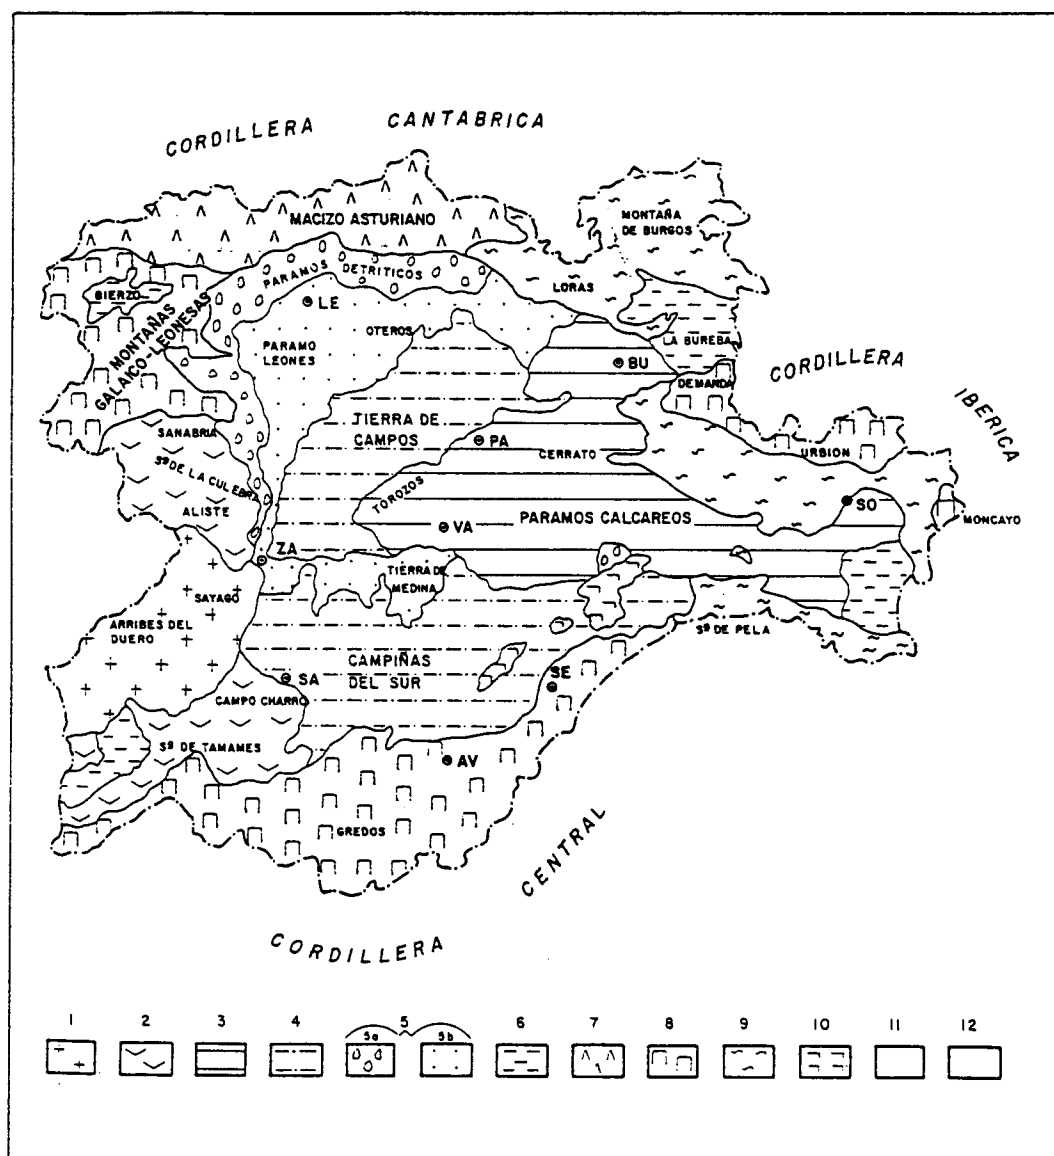 CORDILLERA CANTABRICA
MACIZO ASTURIANO
MONTAÑA
DE BURGOS
PARAMOS DETRITICOS
BIERZO
LORAS
LE
MONTAÑAS
GALAICO-LEONESAS
OTEROS
PARAMO
LEONES
LA BUREBA
BU
CORDILLERA
IBERICA
DEMANDA
SANABRIA
TIERRA DE
CAMPOS
PA
CERRATO
URBION
Sª DE LA CULEBRA
TOROZOS
ALISTE
SO
VA
PARAMOS CALCAREOS
MONCAYO
ZA
TIERRA DE
MEDINA
SAYAGO
ARRIBES DEL
DUERO
Sª DE PELA
CAMPIÑAS
DEL SUR
SA
SE
CAMPO CHARRO
Sª DE TAMAMES
AV
GREDOS
CENTRAL
CORDILLERA
1 2 3 4 5 6 7 8 9 10 11 12
5a 5b